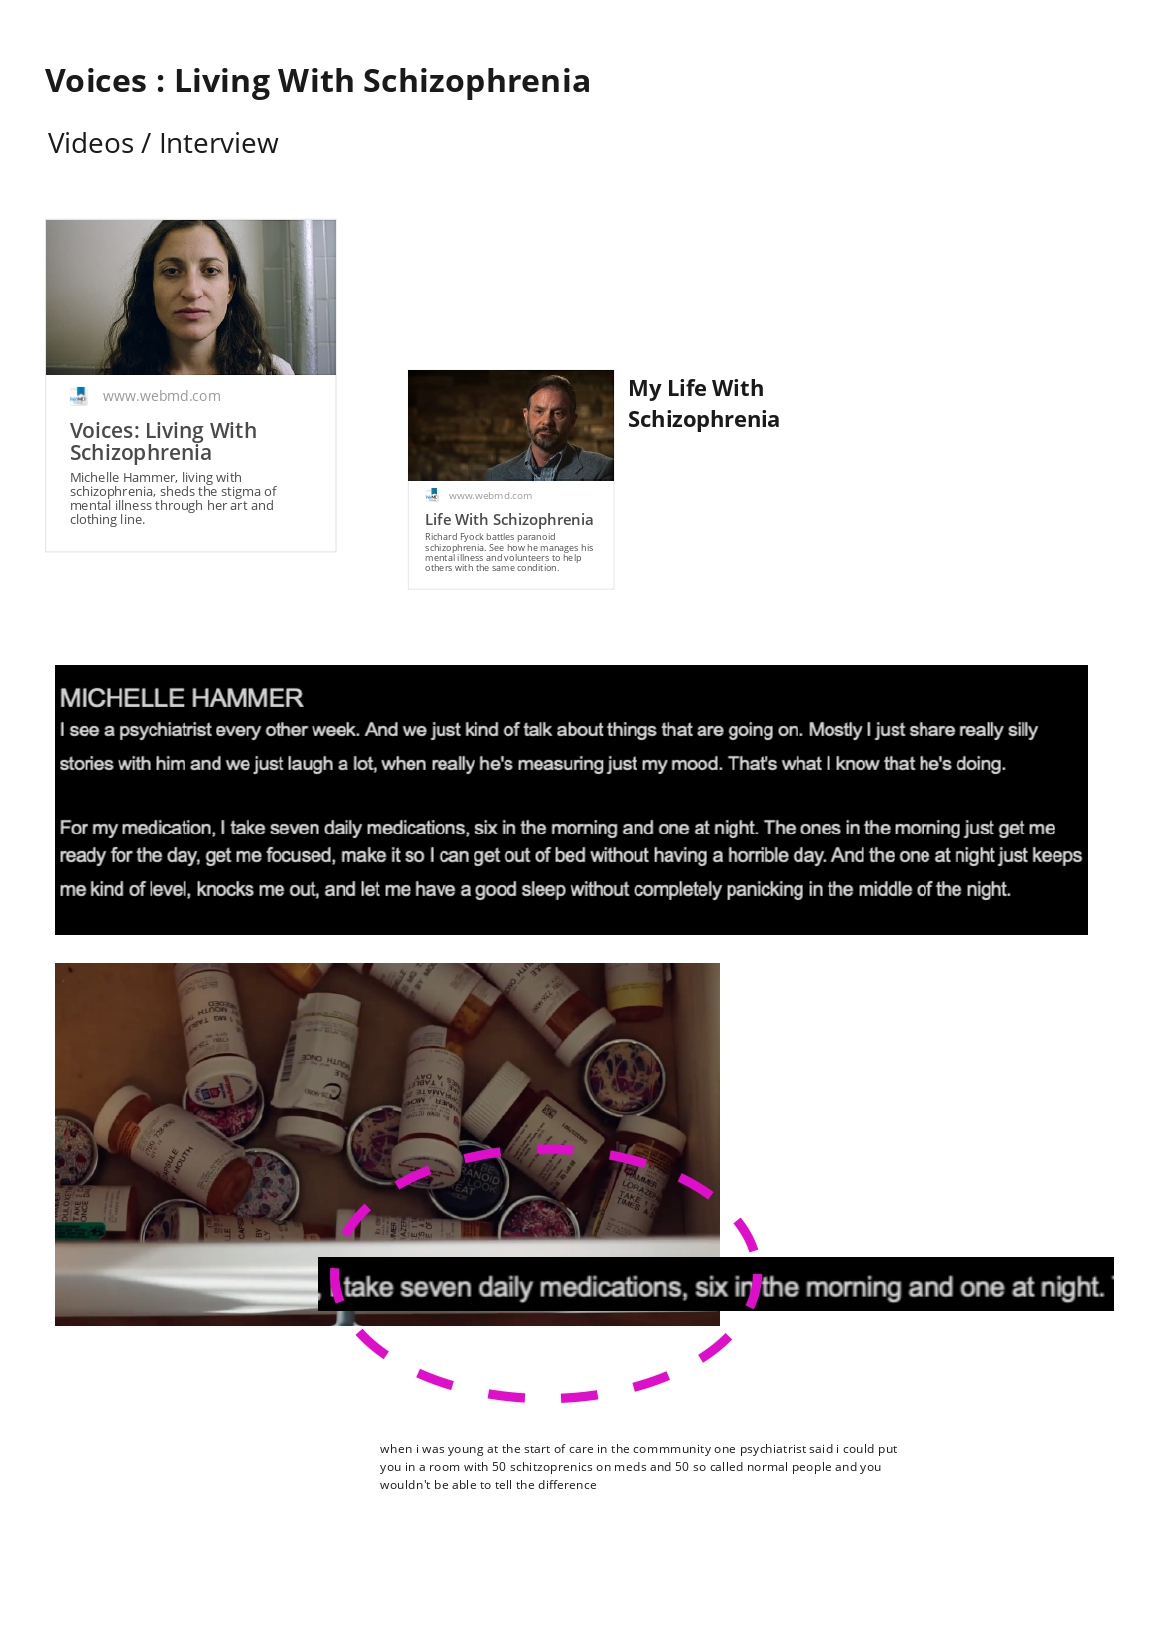 Voices : Living With Schizophrenia
Videos / Interview
www.webmd.com
Voices: Living With
Schizophrenia
Michelle Hammer, living with
schizophrenia, sheds the stigma of
mental illness through her art and
clothing line.
My Life With
Schizophrenia
www.webmd.com
Life With Schizophrenia
Richard Fyock battles paranoid
schizophrenia. See how he manages his
mental illness and volunteers to help
others with the same condition.
MICHELLE HAMMER
I see a psychiatrist every other week. And we just kind of talk about things that are going on. Mostly I just share really silly
stories with him and we just laugh a lot, when really he's measuring just my mood. That's what I know that he's doing.
For my medication, I take seven daily medications, six in the morning and one at night. The ones in the morning just get me
ready for the day, get me focused, make it so I can get out of bed without having a horrible day. And the one at night just keeps
me kind of level, knocks me out, and let me have a good sleep without completely panicking in the middle of the night.
, I take seven daily medications, six in the morning and one at night.
when i was young at the start of care in the commmunity one psychiatrist said i could put
you in a room with 50 schitzoprenics on meds and 50 so called normal people and you
wouldn't be able to tell the difference